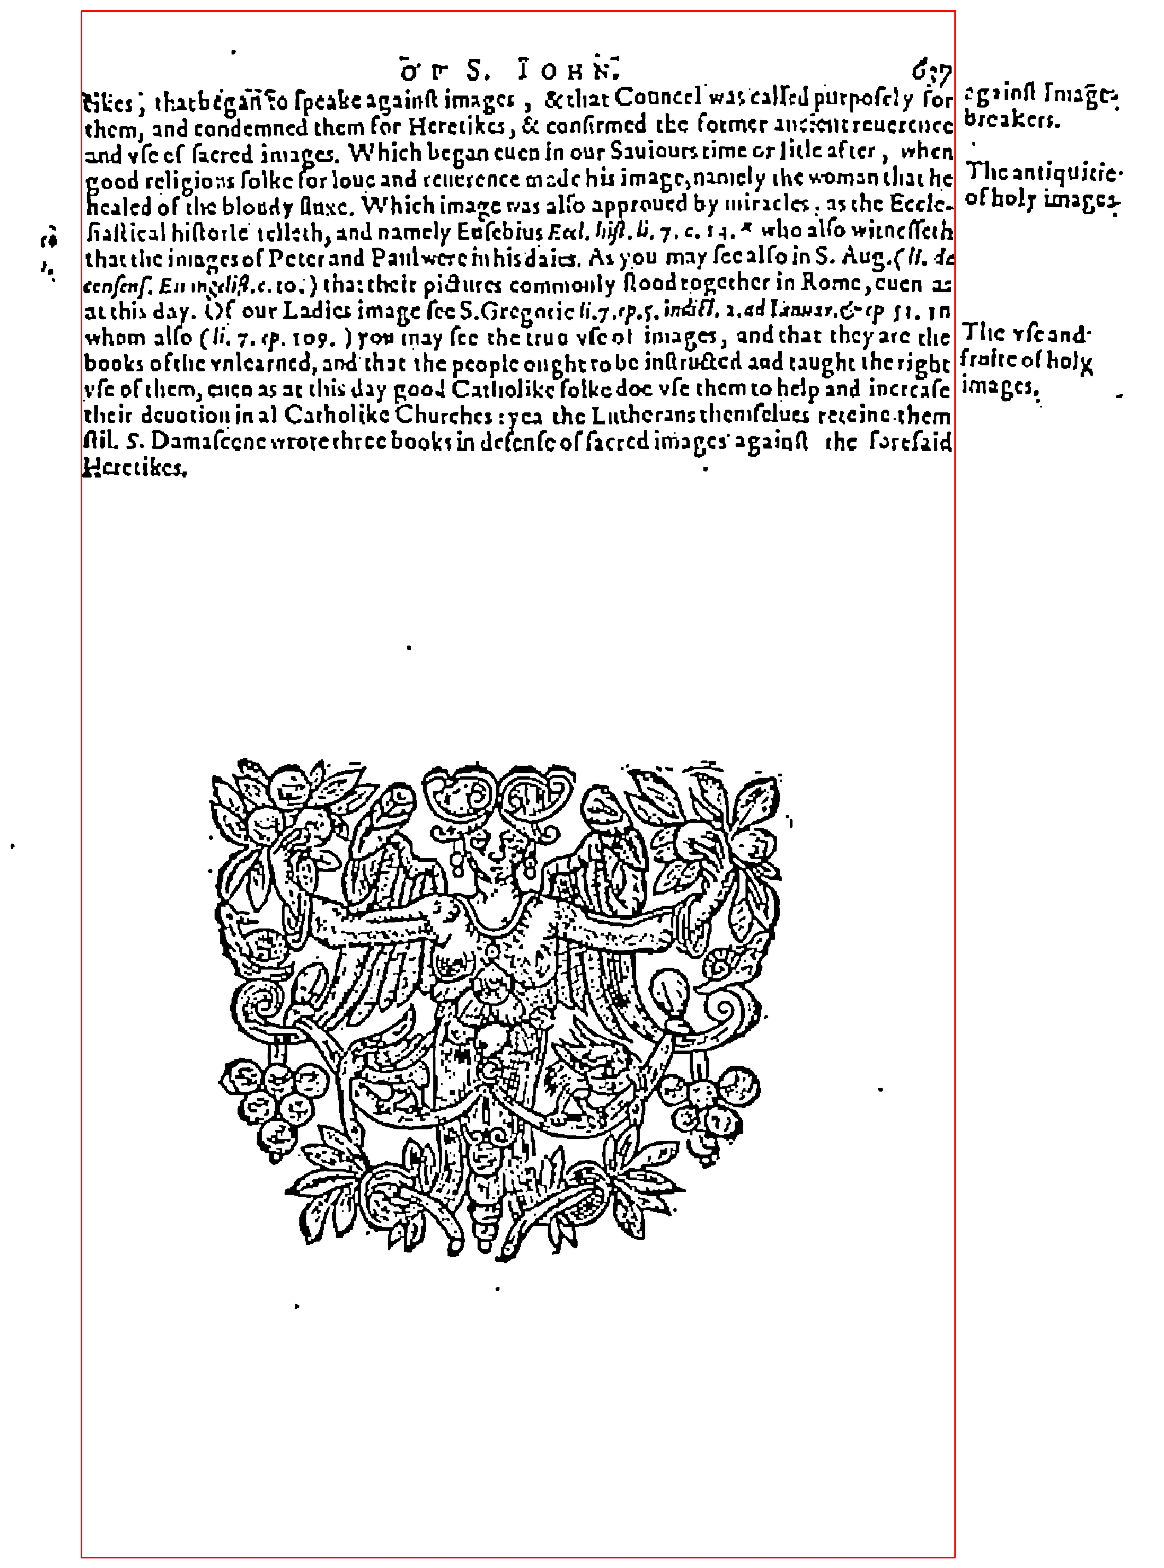 OF S. IOHN. 637
tikes, that began to ſpeake againſt images, & that Councel was called purpoſely for
them, and condemned them for Heretikes, & confirmed the former ancient reuerence
and vſe of ſacred images. Which began euen in our Sauiours time or litle after, when
good religious folke for loue and reuerence made his image, namely the woman that he
healed of the bloudy fluxe. Which image was alſo approued by miracles, as the Eccle-
ſiaſtical hiſtorie telleth, and namely Euſebius Eccl. hiſt. li. 7. c. 14. * who alſo witneſſeth
that the images of Peter and Paul were in his daies. As you may ſee alſo in S. Aug. (li. de
conſenſ. Euangeliſt. c. 10.) that their pictures commonly ſtood together in Rome, euen as
at this day. Of our Ladies image ſee S. Gregorie li. 7. ep. 5. indict. 2. ad Ianuar. & ep 53. In
whom alſo (li. 7. ep. 109.) you may ſee the true vſe of images, and that they are the
books of the vnlearned, and that the people ought to be inſtructed and taught the right
vſe of them, euen as at this day good Catholike folke doe vſe them to help and increaſe
their deuotion in al Catholike Churches: yea the Lutherans themſelues reteine them
ſtil. S. Damaſcene wrote three books in defenſe of ſacred images againſt the foreſaid
Heretikes.
againſt Image-
breakers.
The antiquitie
of holy images.
The vſe and
fruite of holy
images.